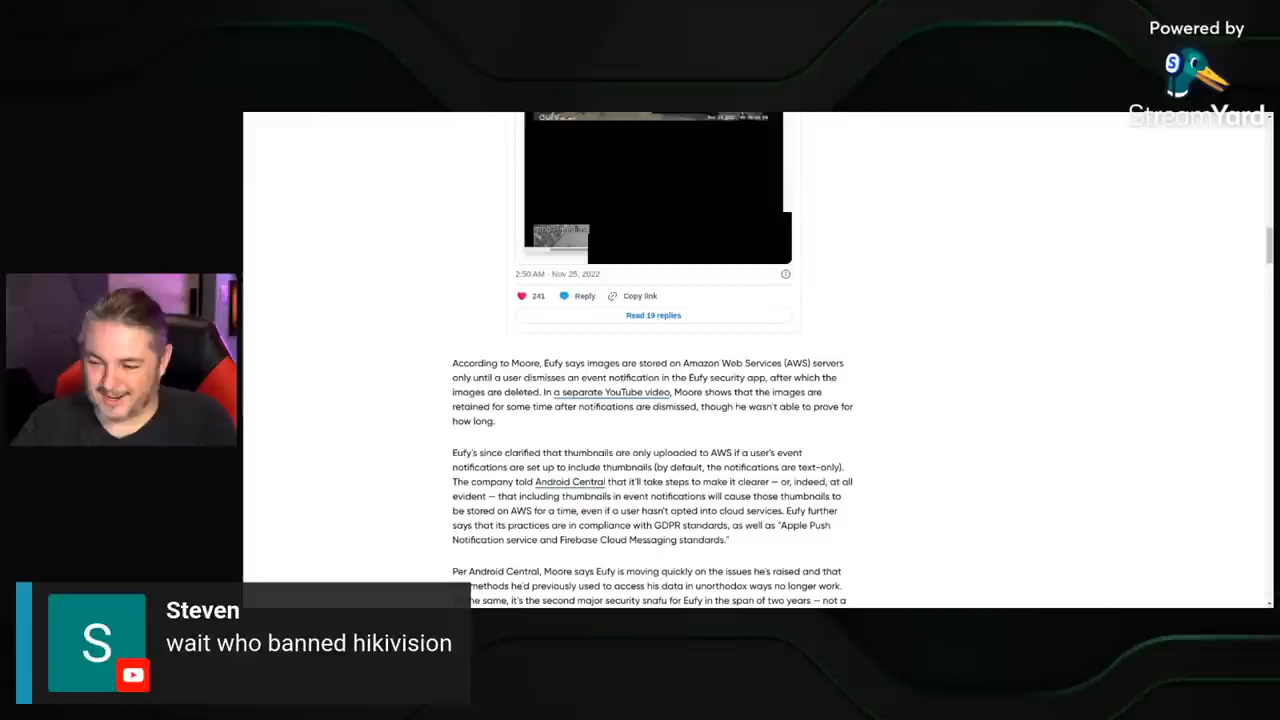 Powered by
S
StreamYard
eufy
2:50 AM · Nov 25, 2022
241
Reply
Copy link
Read 19 replies
According to Moore, Eufy says images are stored on Amazon Web Services (AWS) servers
only until a user dismisses an event notification in the Eufy security app, after which the
images are deleted. In a separate YouTube video, Moore shows that the images are
retained for some time after notifications are dismissed, though he wasn't able to prove for
how long.
Eufy's since clarified that thumbnails are only uploaded to AWS if a user's event
notifications are set up to include thumbnails (by default, the notifications are text-only).
The company told Android Central that it'll take steps to make it clearer — or, indeed, at all
evident — that including thumbnails in event notifications will cause those thumbnails to
be stored on AWS for a time, even if a user hasn't opted into cloud services. Eufy further
says that its practices are in compliance with GDPR standards, as well as "Apple Push
Notification service and Firebase Cloud Messaging standards."
Per Android Central, Moore says Eufy is moving quickly on the issues he's raised and that
methods he'd previously used to access his data in unorthodox ways no longer work.
same, it's the second major security snafu for Eufy in the span of two years — not a
S
Steven
wait who banned hikivision